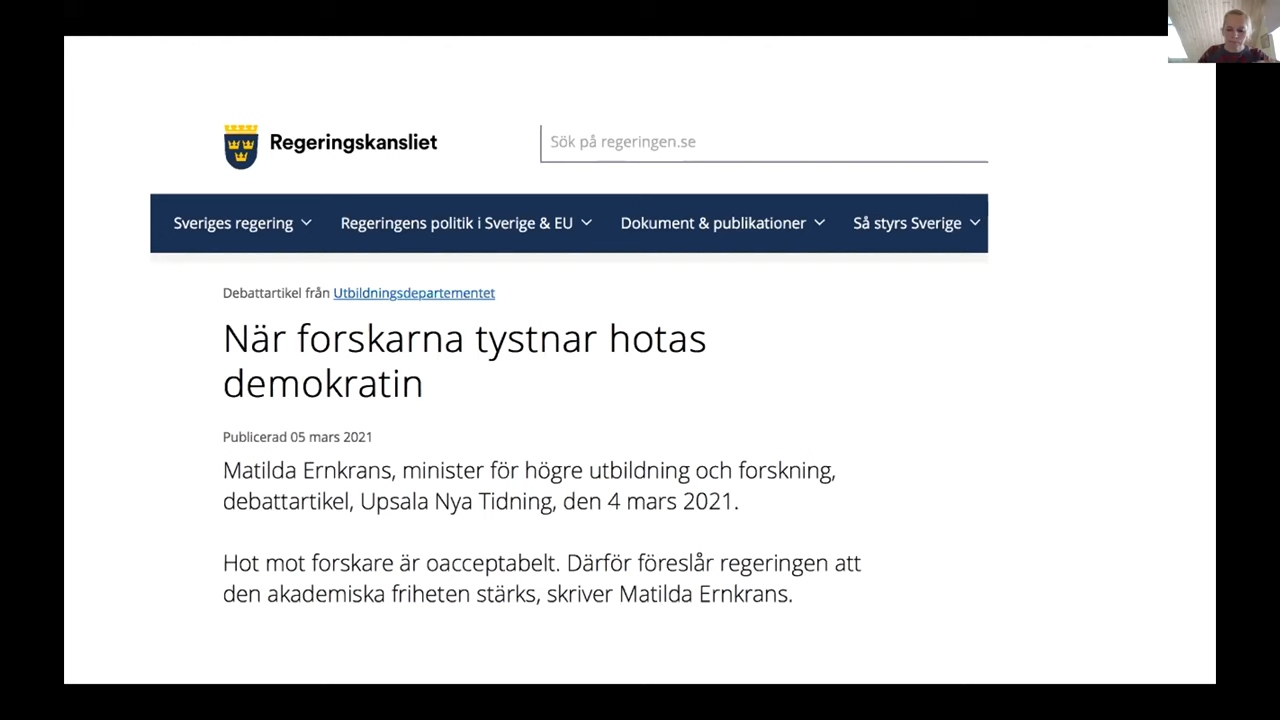 Regeringskansliet
Sök på regeringen.se
Sveriges regering
Regeringens politik i Sverige & EU
Dokument & publikationer
Så styrs Sverige
Debattartikel från Utbildningsdepartementet
När forskarna tystnar hotas
demokratin
Publicerad 05 mars 2021
Matilda Ernkrans, minister för högre utbildning och forskning,
debattartikel, Upsala Nya Tidning, den 4 mars 2021.
Hot mot forskare är oacceptabelt. Därför föreslår regeringen att
den akademiska friheten stärks, skriver Matilda Ernkrans.